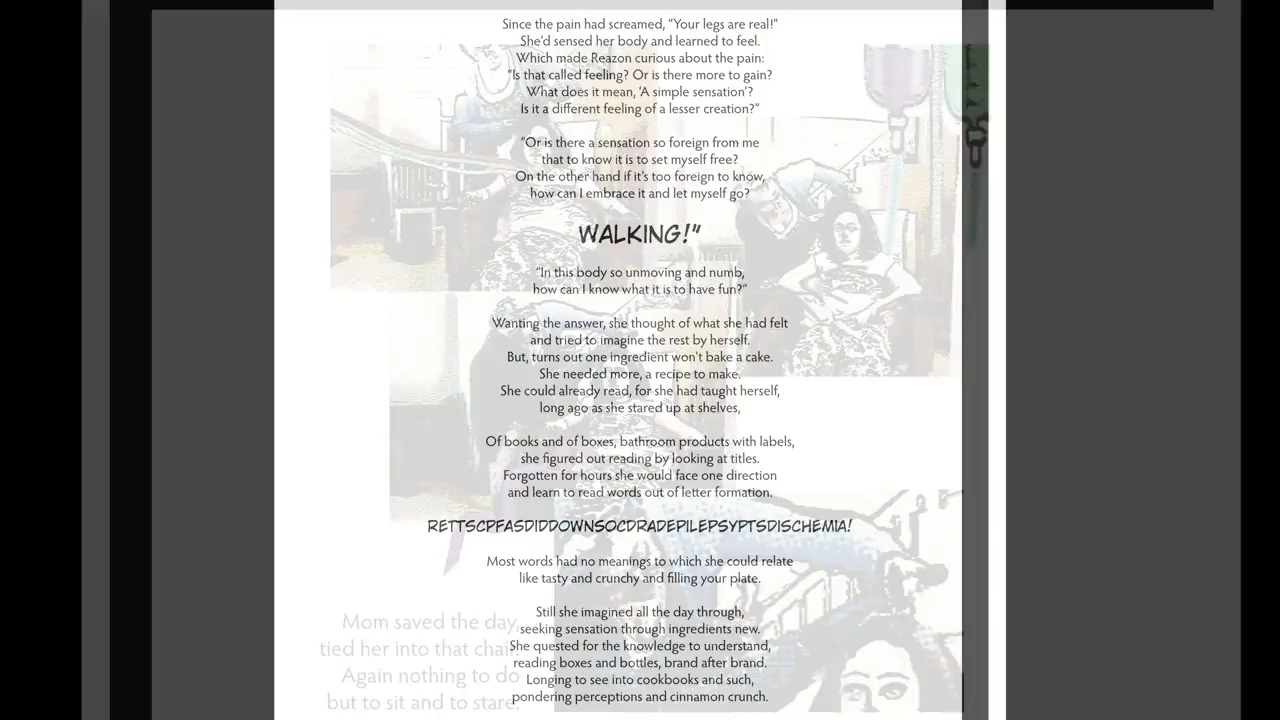 Since the pain had screamed, “Your legs are real!”
She’d sensed her body and learned to feel.
Which made Reazon curious about the pain:
“Is that called feeling? Or is there more to gain?
What does it mean, ‘A simple sensation’?
Is it a different feeling of a lesser creation?”
“Or is there a sensation so foreign from me
that to know it is to set myself free?
On the other hand if it’s too foreign to know,
how can I embrace it and let myself go?
WALKING!”
“In this body so unmoving and numb,
how can I know what it is to have fun?”
Wanting the answer, she thought of what she had felt
and tried to imagine the rest by herself.
But, turns out one ingredient won’t bake a cake.
She needed more, a recipe to make.
She could already read, for she had taught herself,
long ago as she stared up at shelves,
Of books and of boxes, bathroom products with labels,
she figured out reading by looking at titles.
Forgotten for hours she would face one direction
and learn to read words out of letter formation.
RETTSCPFASDIDDOWNSOCDRADEPILEPSYPTSDISCHEMIA!
Most words had no meanings to which she could relate
like tasty and crunchy and filling your plate.
Still she imagined all the day through,
seeking sensation through ingredients new.
She quested for the knowledge to understand,
reading boxes and bottles, brand after brand.
Longing to see into cookbooks and such,
pondering perceptions and cinnamon crunch.
Mom saved the day,
tied her into that chair.
Again nothing to do
but to sit and to stare.